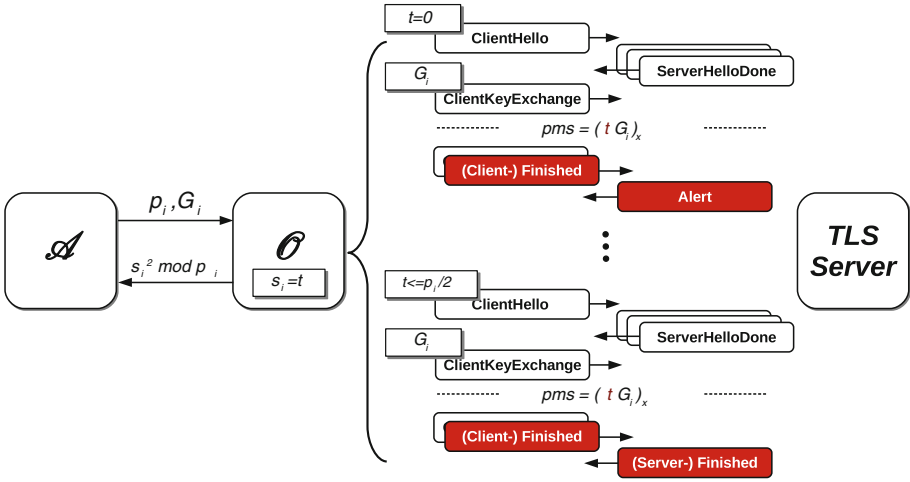 t=0
ClientHello
ServerHelloDone
G_i
ClientKeyExchange
pms = ( t G_i )_x
(Client-) Finished
Alert
𝒜
p_i ,G_i
s_i^2 mod p_i
𝒪
s_i =t
TLS
Server
t<=p_i /2
ClientHello
ServerHelloDone
G_i
ClientKeyExchange
pms = ( t G_i )_x
(Client-) Finished
(Server-) Finished